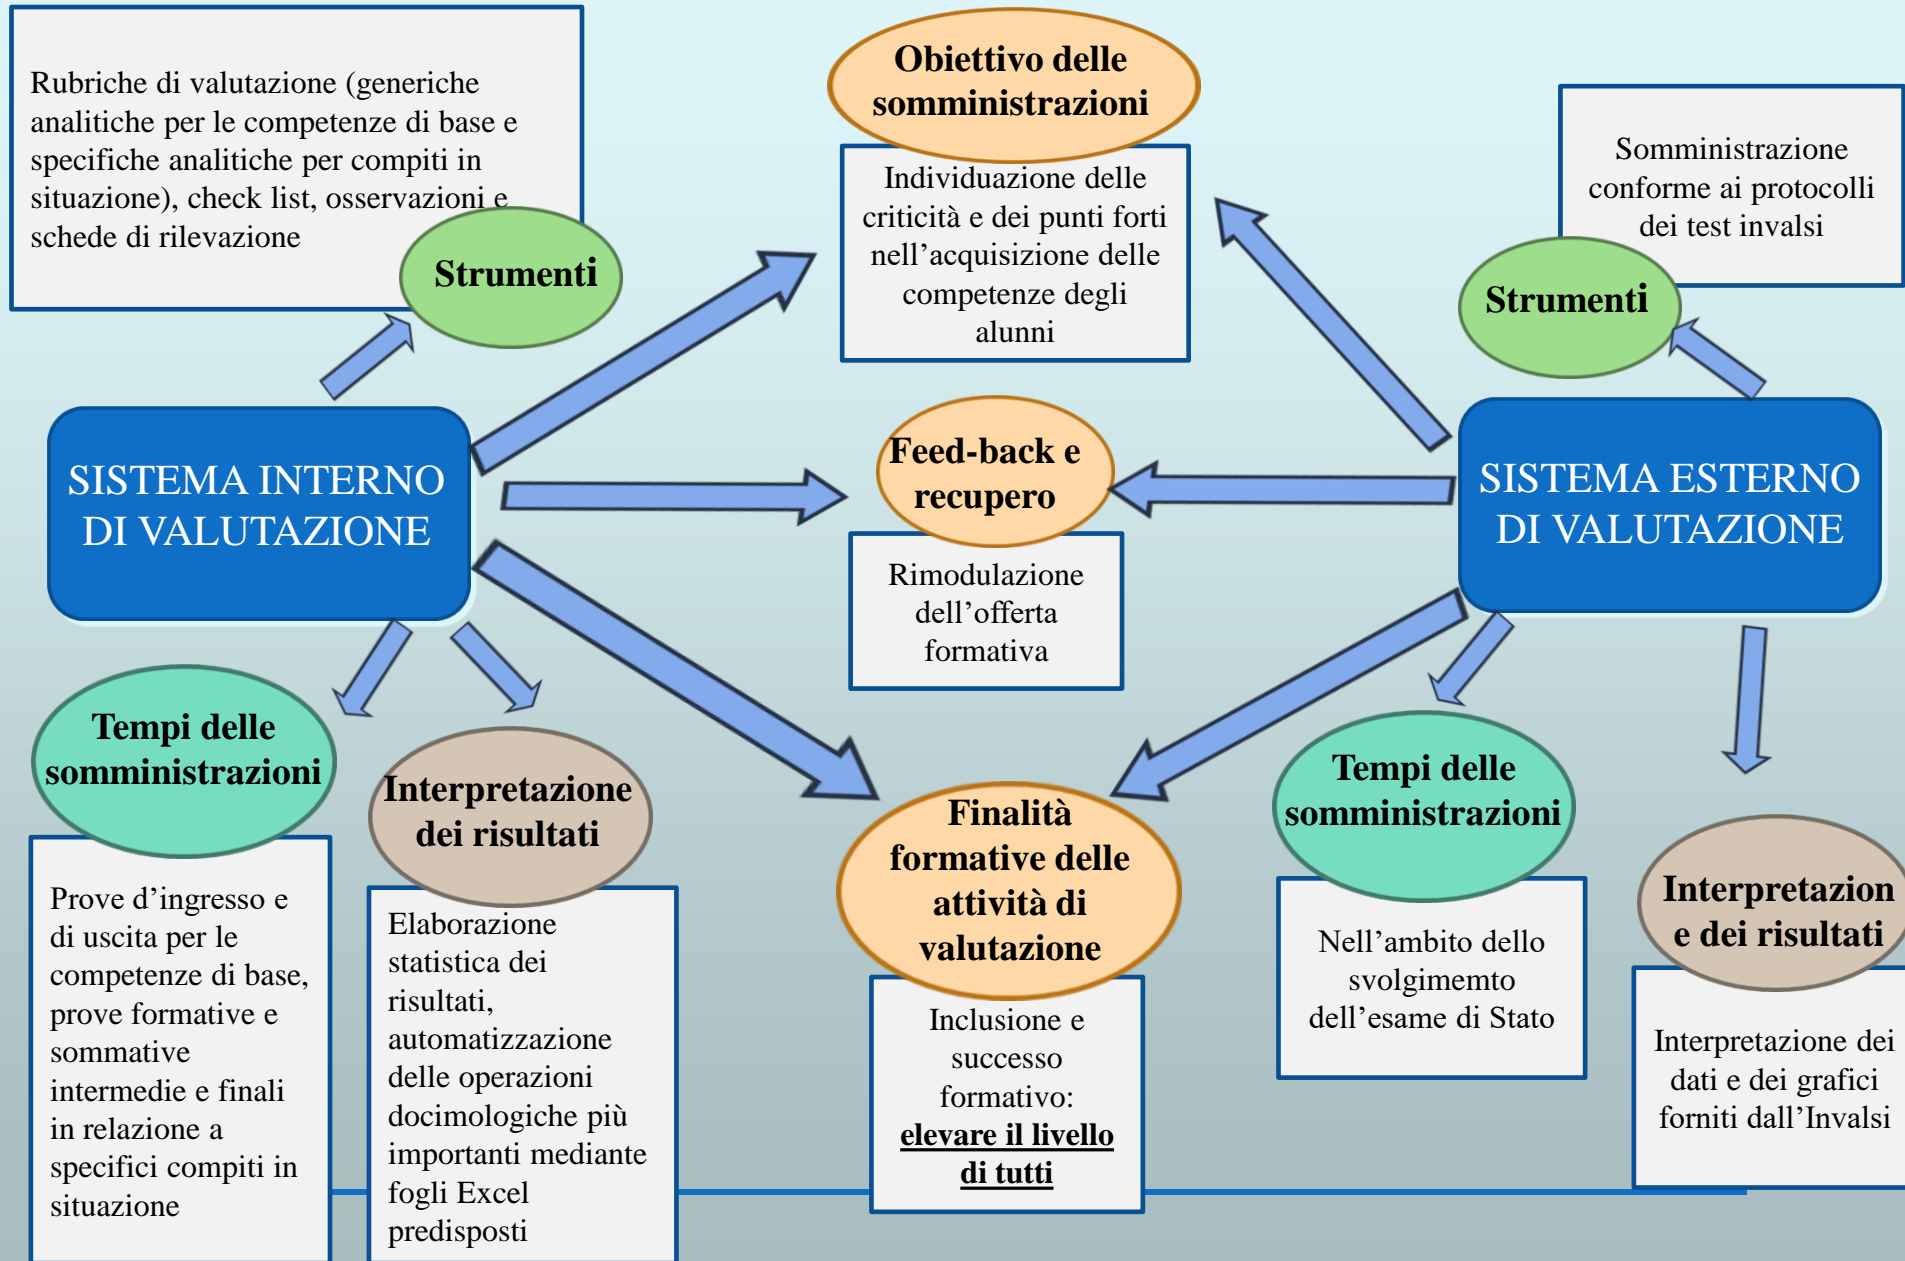 Rubriche di valutazione (generiche
analitiche per le competenze di base e
specifiche analitiche per compiti in
situazione), check list, osservazioni e
schede di rilevazione
Strumenti
Obiettivo delle
somministrazioni
Individuazione delle
criticità e dei punti forti
nell’acquisizione delle
competenze degli
alunni
Somministrazione
conforme ai protocolli
dei test invalsi
Strumenti
SISTEMA INTERNO
DI VALUTAZIONE
Feed-back e
recupero
Rimodulazione
dell’offerta
formativa
SISTEMA ESTERNO
DI VALUTAZIONE
Tempi delle
somministrazioni
Prove d’ingresso e
di uscita per le
competenze di base,
prove formative e
sommative
intermedie e finali
in relazione a
specifici compiti in
situazione
Interpretazione
dei risultati
Elaborazione
statistica dei
risultati,
automatizzazione
delle operazioni
docimologiche più
importanti mediante
fogli Excel
predisposti
Finalità
formative delle
attività di
valutazione
Inclusione e
successo
formativo:
elevare il livello
di tutti
Tempi delle
somministrazioni
Nell’ambito dello
svolgimemto
dell’esame di Stato
Interpretazion
e dei risultati
Interpretazione dei
dati e dei grafici
forniti dall’Invalsi